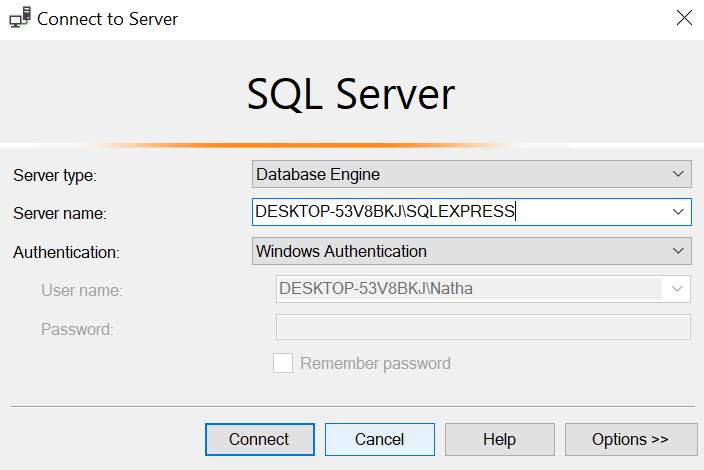 Connect to Server
SQL Server
Server type: Database Engine
Server name: DESKTOP-53V8BKJ\SQLEXPRESS
Authentication: Windows Authentication
User name: DESKTOP-53V8BKJ\Natha
Password:
Remember password
Connect Cancel Help Options >>